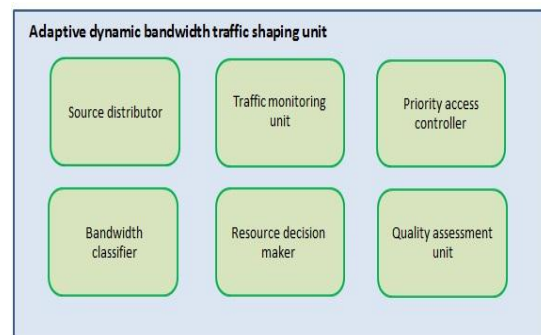 Adaptive dynamic bandwidth traffic shaping unit
Source distributor
Traffic monitoring
unit
Priority access
controller
Bandwidth
classifier
Resource decision
maker
Quality assessment
unit